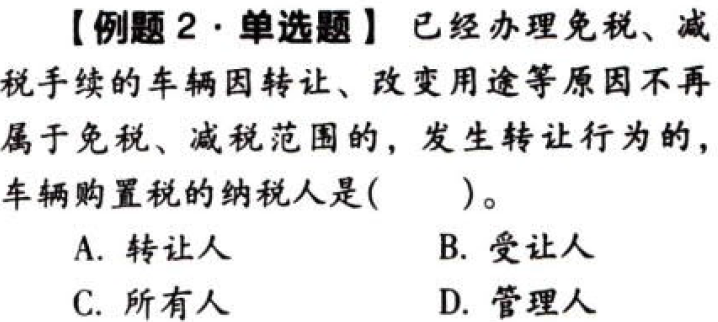 【例题2·单选题】 已经办理免税、减
税手续的车辆因转让、改变用途等原因不再
属于免税、减税范围的，发生转让行为的，
车辆购置税的纳税人是(　　)。
A. 转让人　　B. 受让人
C. 所有人　　D. 管理人